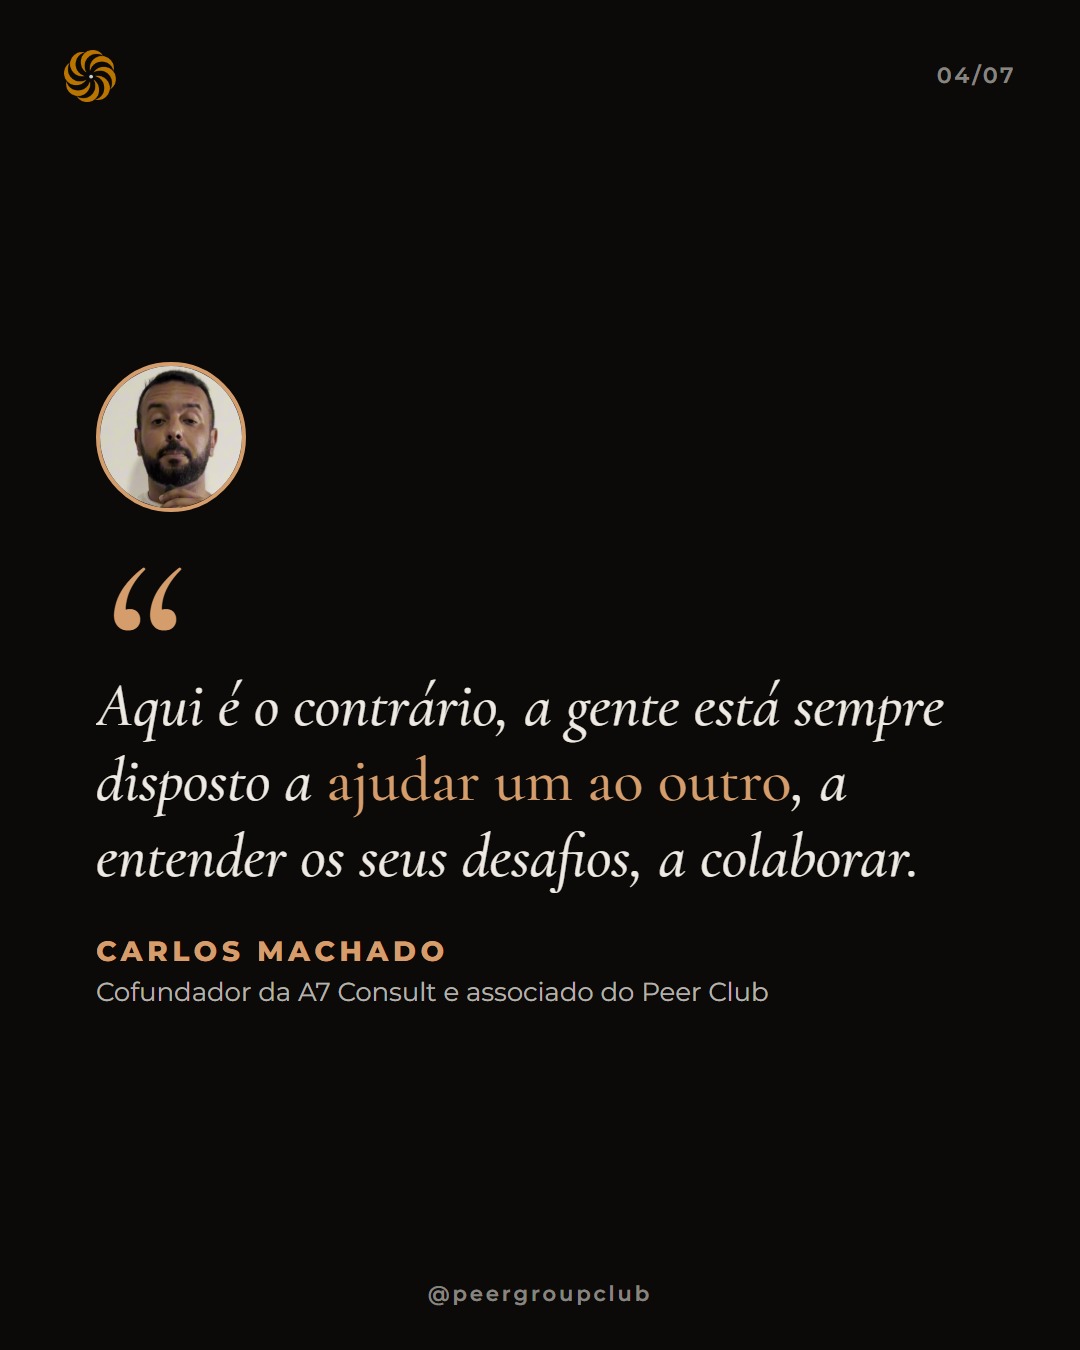 04/07
“
Aqui é o contrário, a gente está sempre
disposto a ajudar um ao outro, a
entender os seus desafios, a colaborar.
CARLOS MACHADO
Cofundador da A7 Consult e associado do Peer Club
@peergroupclub